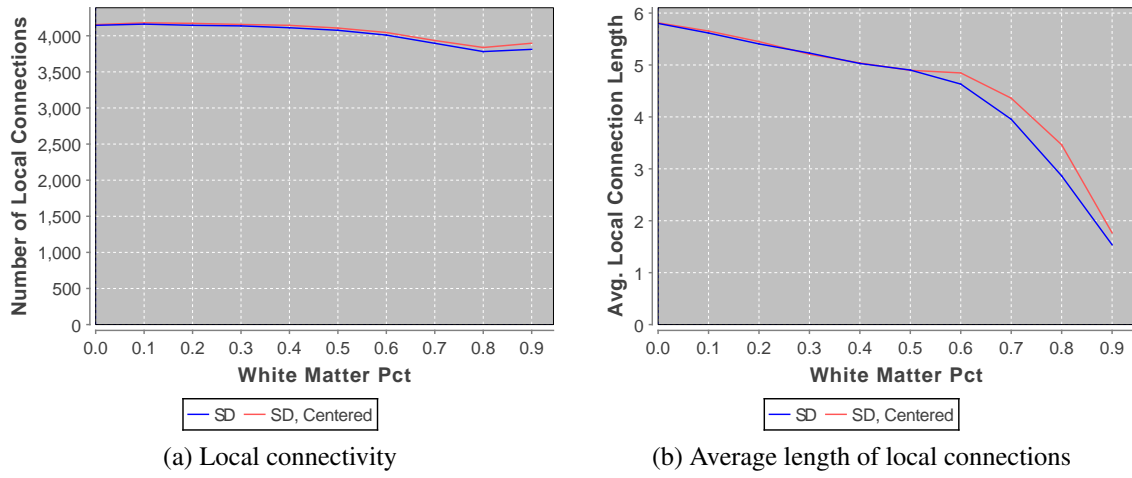 Number of Local Connections
4,000
3,500
3,000
2,500
2,000
1,500
1,000
500
0
0.0 0.1 0.2 0.3 0.4 0.5 0.6 0.7 0.8 0.9
White Matter Pct
SD SD, Centered
(a) Local connectivity
Avg. Local Connection Length
6
5
4
3
2
1
0
0.0 0.1 0.2 0.3 0.4 0.5 0.6 0.7 0.8 0.9
White Matter Pct
SD SD, Centered
(b) Average length of local connections